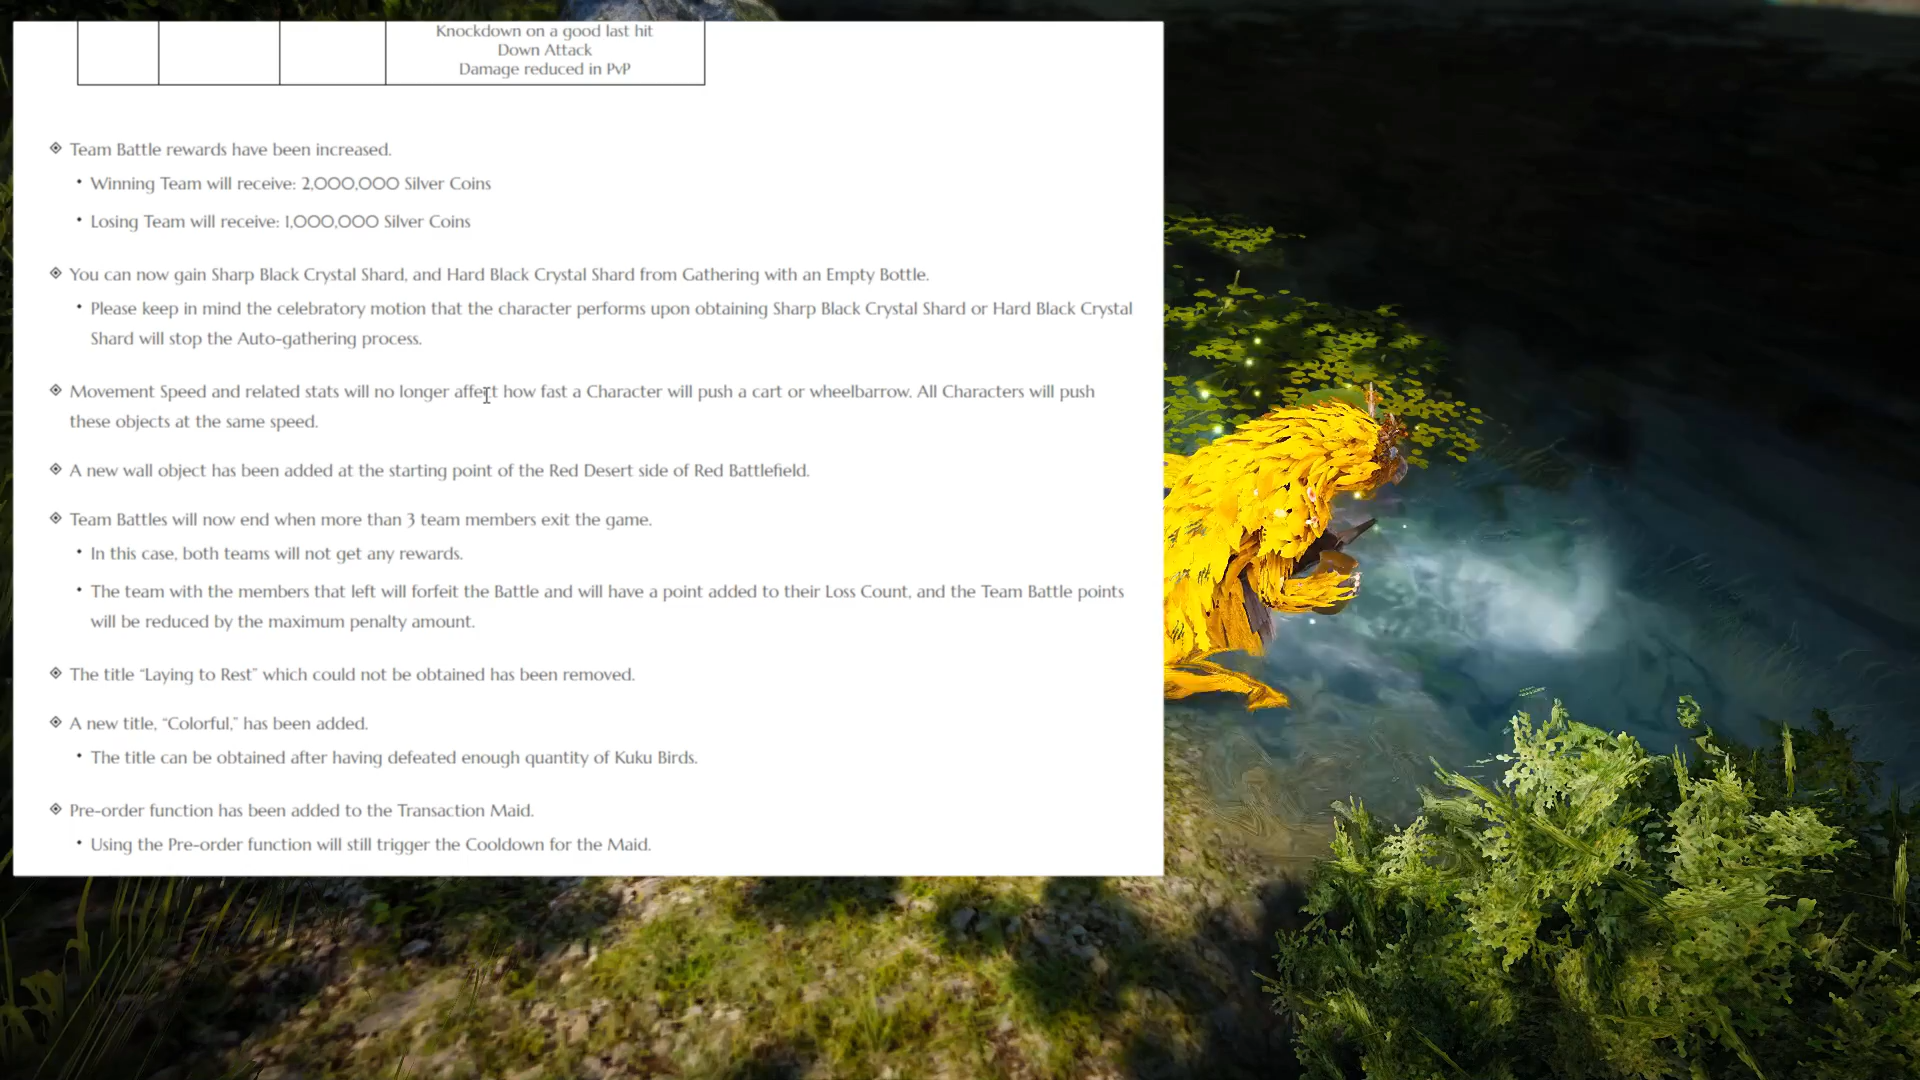 Knockdown on a good last hit
Down Attack
Damage reduced in PvP
Team Battle rewards have been increased.
Winning Team will receive: 2,000,000 Silver Coins
Losing Team will receive: 1,000,000 Silver Coins
You can now gain Sharp Black Crystal Shard, and Hard Black Crystal Shard from Gathering with an Empty Bottle.
Please keep in mind the celebratory motion that the character performs upon obtaining Sharp Black Crystal Shard or Hard Black Crystal
Shard will stop the Auto-gathering process.
Movement Speed and related stats will no longer affect how fast a Character will push a cart or wheelbarrow. All Characters will push
these objects at the same speed.
A new wall object has been added at the starting point of the Red Desert side of Red Battlefield.
Team Battles will now end when more than 3 team members exit the game.
In this case, both teams will not get any rewards.
The team with the members that left will forfeit the Battle and will have a point added to their Loss Count, and the Team Battle points
will be reduced by the maximum penalty amount.
The title “Laying to Rest” which could not be obtained has been removed.
A new title, “Colorful,” has been added.
The title can be obtained after having defeated enough quantity of Kuku Birds.
Pre-order function has been added to the Transaction Maid.
Using the Pre-order function will still trigger the Cooldown for the Maid.